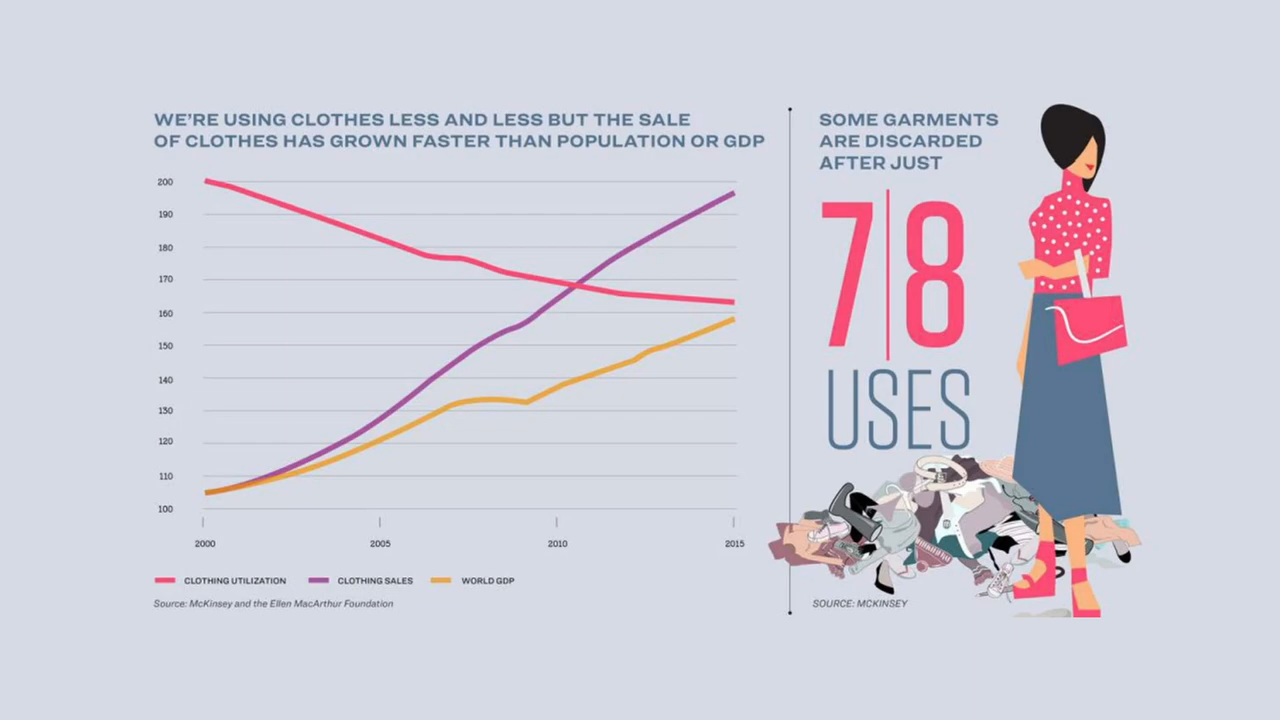 WE'RE USING CLOTHES LESS AND LESS BUT THE SALE
OF CLOTHES HAS GROWN FASTER THAN POPULATION OR GDP
200
190
180
170
160
150
140
130
120
110
100
2000
2005
2010
2015
CLOTHING UTILIZATION
CLOTHING SALES
WORLD GDP
Source: McKinsey and the Ellen MacArthur Foundation
SOME GARMENTS
ARE DISCARDED
AFTER JUST
7|8
USES
SOURCE: MCKINSEY